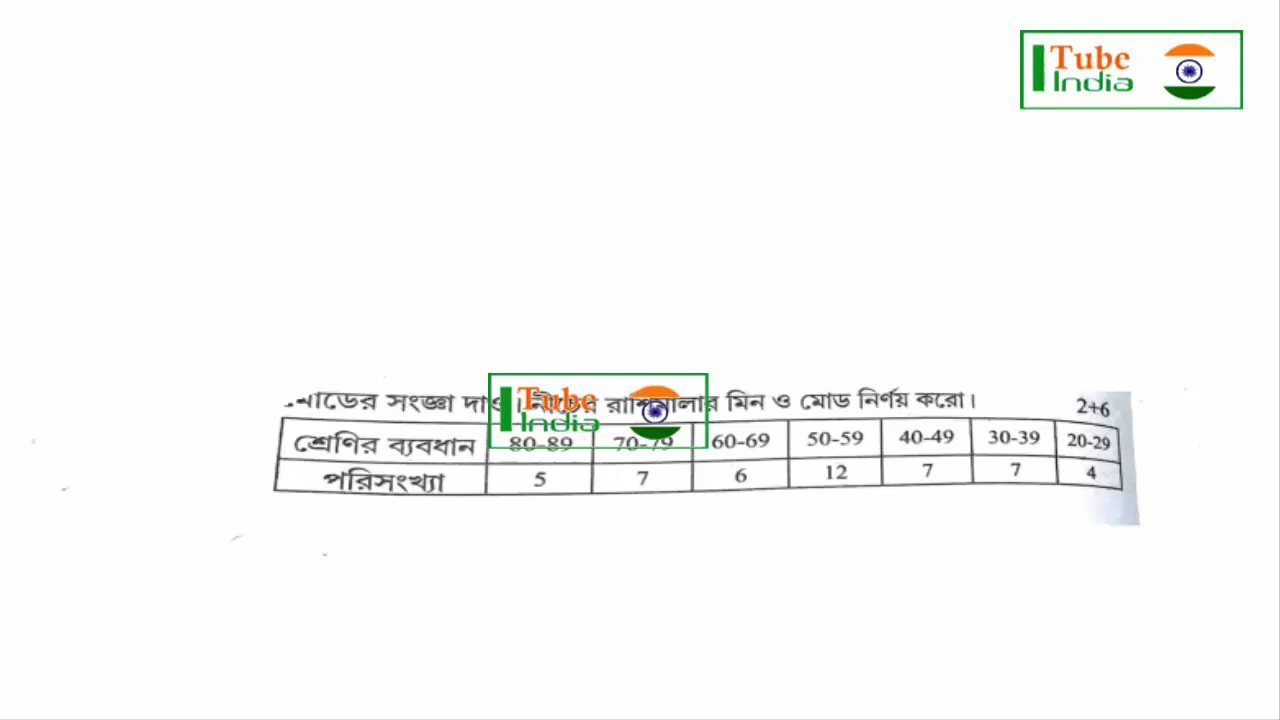 Tube
India
মোডের সংজ্ঞা দাও। নীচের রাশিমালার মিন ও মোড নির্ণয় করো।
2+6
Tube
India
শ্রেণির ব্যবধান 80-89 70-79 60-69 50-59 40-49 30-39 20-29
পরিসংখ্যা 5 7 6 12 7 7 4